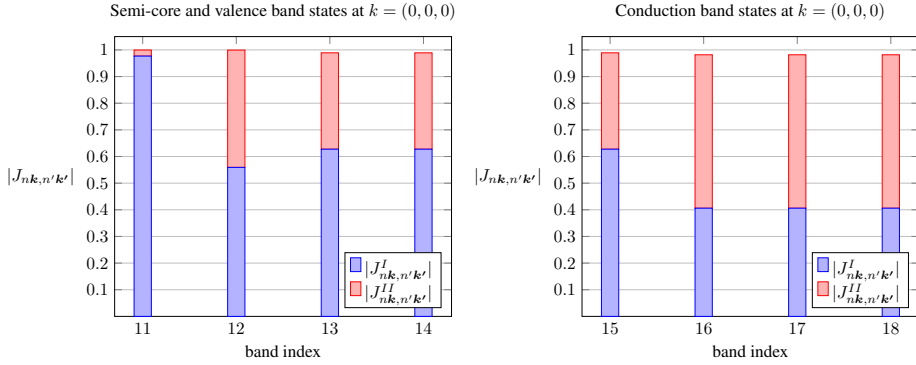 Semi-core and valence band states at k = (0, 0, 0)
1
0.9
0.8
0.7
0.6
0.5
0.4
0.3
0.2
0.1
|J_{nk,n′k′}|
|J^{I}_{nk,n′k′}|
|J^{II}_{nk,n′k′}|
11 12 13 14
band index
Conduction band states at k = (0, 0, 0)
1
0.9
0.8
0.7
0.6
0.5
0.4
0.3
0.2
0.1
|J_{nk,n′k′}|
|J^{I}_{nk,n′k′}|
|J^{II}_{nk,n′k′}|
15 16 17 18
band index